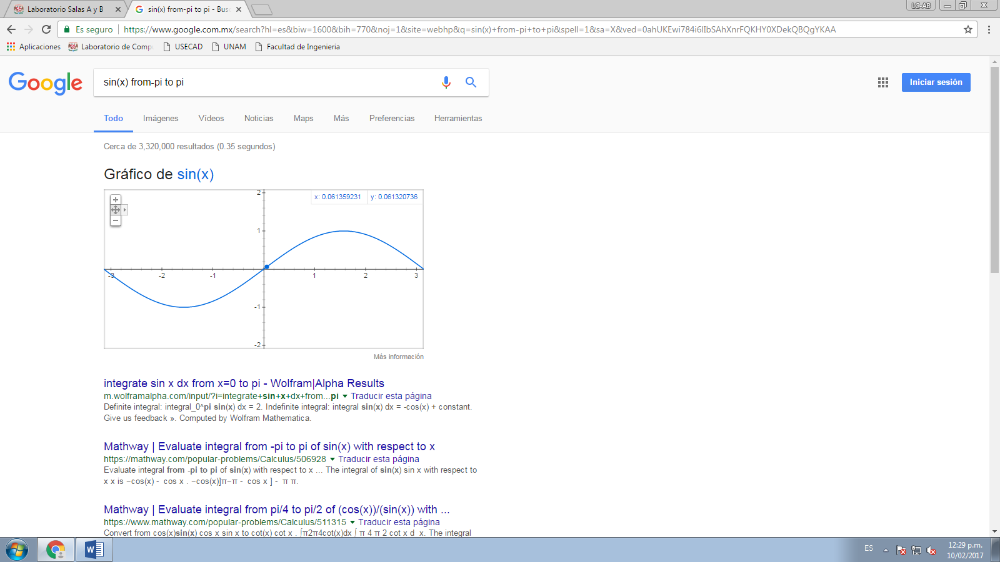 Laboratorio Salas A y B
sin(x) from-pi to pi - Bus
LC-AB
Es seguro
https://www.google.com.mx/search?hl=es&biw=1600&bih=770&noj=1&site=webhp&q=sin(x)+from-pi+to+pi&spell=1&sa=X&ved=0ahUKEwi784i6lIbSAhXnrFQKHY0XDekQBQgYKAA
Aplicaciones Laboratorio de Comp USECAD UNAM Facultad de Ingenieria
Google
sin(x) from-pi to pi
Iniciar sesión
Todo Imágenes Vídeos Noticias Maps Más Preferencias Herramientas
Cerca de 3,320,000 resultados (0.35 segundos)
Gráfico de sin(x)
x: 0.061359231 y: 0.061320736
2
1
-3 -2 -1 1 2 3
-1
-2
Más información
integrate sin x dx from x=0 to pi - Wolfram|Alpha Results
m.wolframalpha.com/input/?i=integrate+sin+x+dx+from...pi Traducir esta página
Definite integral: integral_0^pi sin(x) dx = 2. Indefinite integral: integral sin(x) dx = -cos(x) + constant.
Give us feedback ». Computed by Wolfram Mathematica.
Mathway | Evaluate integral from -pi to pi of sin(x) with respect to x
https://mathway.com/popular-problems/Calculus/506928 Traducir esta página
Evaluate integral from -pi to pi of sin(x) with respect to x ... The integral of sin(x) sin x with respect to
x x is −cos(x) - cos x . −cos(x)]π−π - cos x ] - π π.
Mathway | Evaluate integral from pi/4 to pi/2 of (cos(x))/(sin(x)) with ...
https://www.mathway.com/popular-problems/Calculus/511315 Traducir esta página
Convert from cos(x)sin(x) cos x sin x to cot(x) cot x . ∫π2π4cot(x)dx ∫ π 4 π 2 cot x d x. The integral
ES
12:29 p.m.
10/02/2017